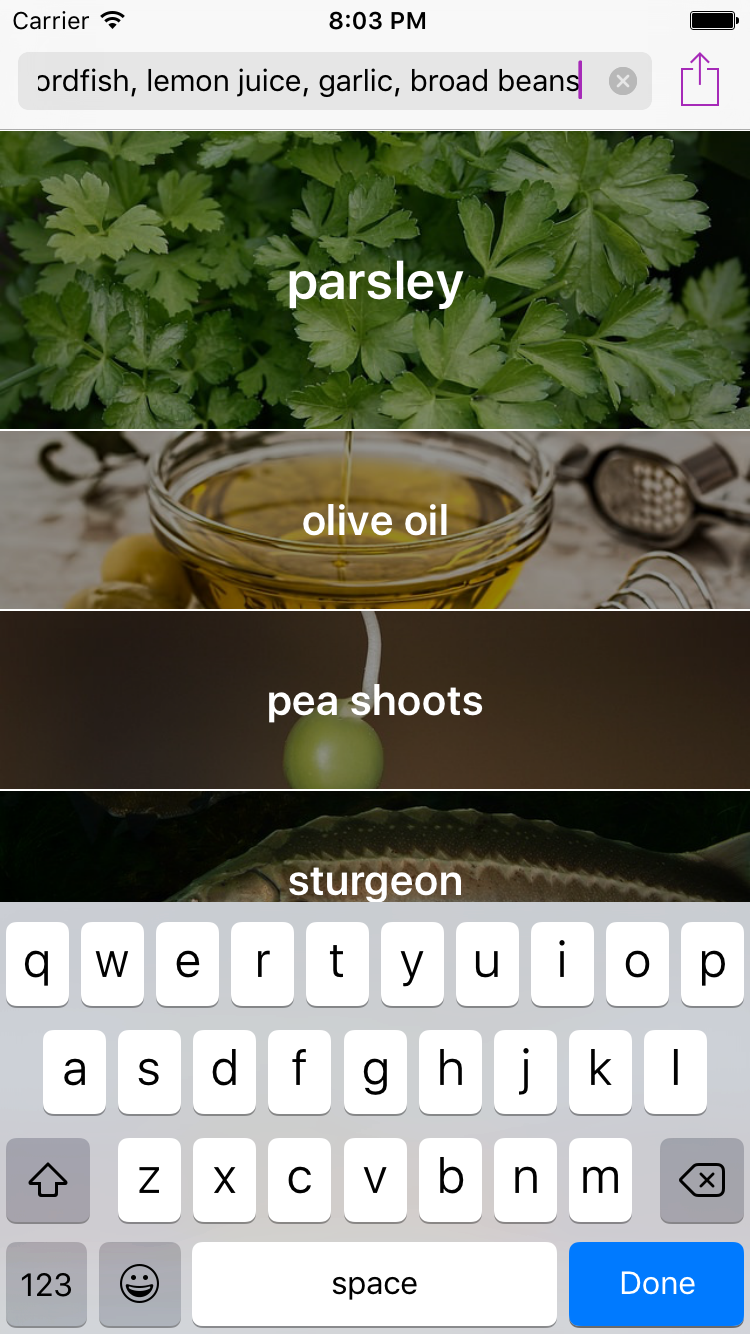 Carrier 8:03 PM
ordfish, lemon juice, garlic, broad beans
parsley
olive oil
pea shoots
sturgeon
q w e r t y u i o p
a s d f g h j k l
z x c v b n m
123 space Done